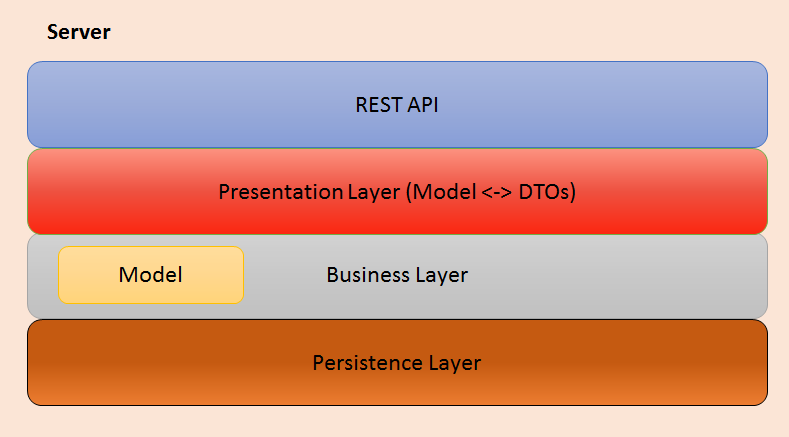 Server
REST API
Presentation Layer (Model <-> DTOs)
Model
Business Layer
Persistence Layer